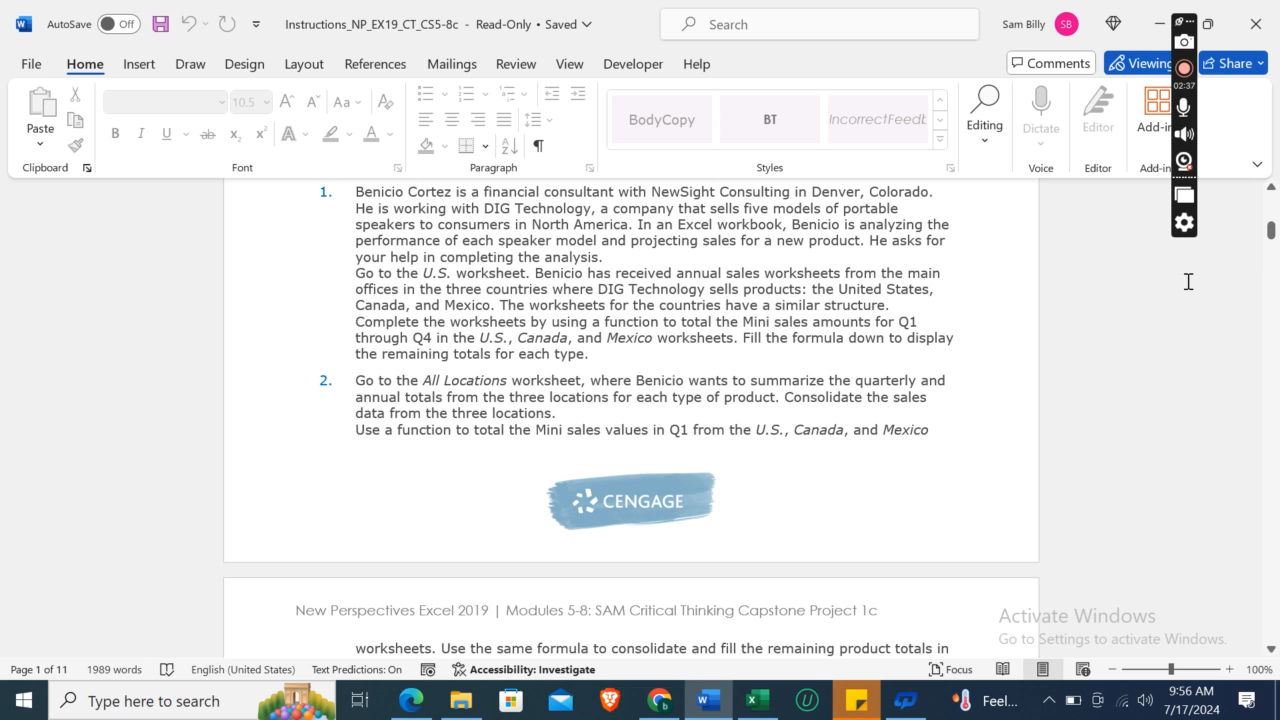 AutoSave Off Instructions_NP_EX19_CT_CS5-8c - Read-Only • Saved Search Sam Billy SB
File Home Insert Draw Design Layout References Mailings Review View Developer Help Comments Viewing Share
02:37
Paste 10.5 Aa BodyCopy BT IncorrectFeedb Editing Dictate Editor Add-in
Clipboard Font Paragraph Styles Voice Editor Add-in
1. Benicio Cortez is a financial consultant with NewSight Consulting in Denver, Colorado.
He is working with DIG Technology, a company that sells five models of portable
speakers to consumers in North America. In an Excel workbook, Benicio is analyzing the
performance of each speaker model and projecting sales for a new product. He asks for
your help in completing the analysis.
Go to the U.S. worksheet. Benicio has received annual sales worksheets from the main
offices in the three countries where DIG Technology sells products: the United States,
Canada, and Mexico. The worksheets for the countries have a similar structure.
Complete the worksheets by using a function to total the Mini sales amounts for Q1
through Q4 in the U.S., Canada, and Mexico worksheets. Fill the formula down to display
the remaining totals for each type.
2. Go to the All Locations worksheet, where Benicio wants to summarize the quarterly and
annual totals from the three locations for each type of product. Consolidate the sales
data from the three locations.
Use a function to total the Mini sales values in Q1 from the U.S., Canada, and Mexico
CENGAGE
New Perspectives Excel 2019 | Modules 5-8: SAM Critical Thinking Capstone Project 1c
worksheets. Use the same formula to consolidate and fill the remaining product totals in
Activate Windows
Go to Settings to activate Windows.
Page 1 of 11 1989 words English (United States) Text Predictions: On Accessibility: Investigate Focus 100%
Type here to search Feel... 9:56 AM
7/17/2024